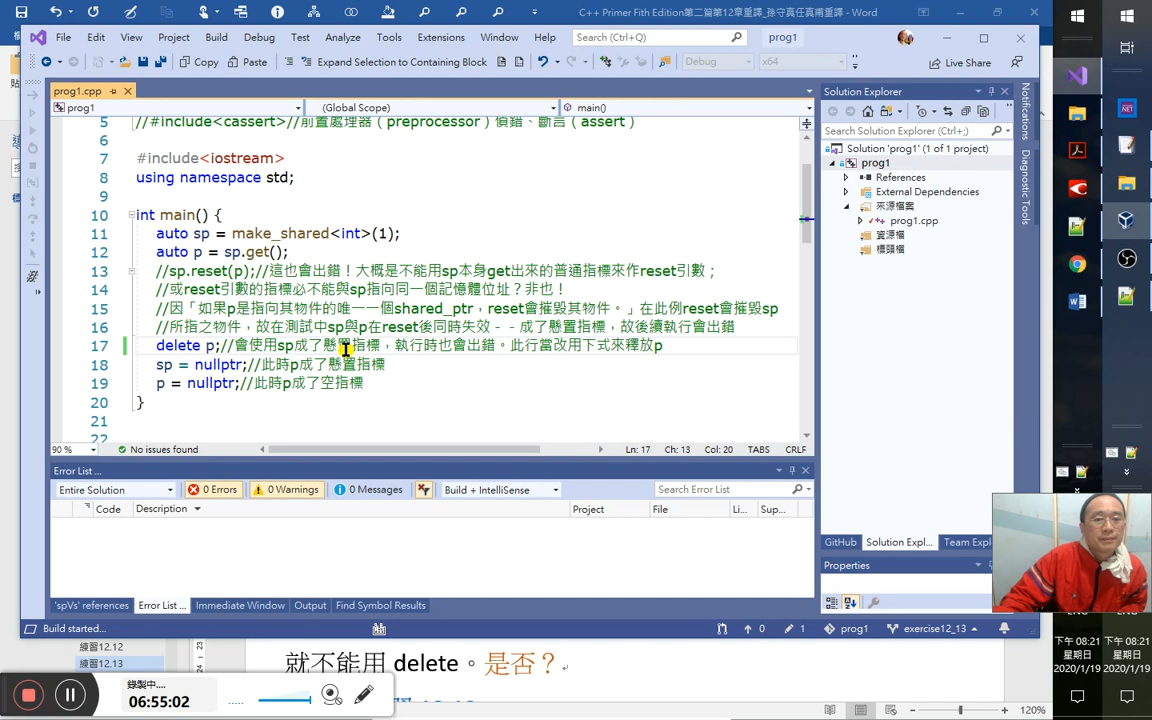 C++ Primer Fifth Edition第二篇第12章重譯_孫守真任真甫重譯 - Word
File Edit View Project Build Debug Test Analyze Tools Extensions Window Help Search (Ctrl+Q) prog1
Copy Paste Expand Selection to Containing Block Debug x64 Live Share
prog1.cpp
prog1 (Global Scope) main()
5 //#include<cassert>//前置處理器（preprocessor）偵錯、斷言（assert）
6
7 #include<iostream>
8 using namespace std;
9
10 int main() {
11 auto sp = make_shared<int>(1);
12 auto p = sp.get();
13 //sp.reset(p);//這也會出錯！大概是不能用sp本身get出來的普通指標來作reset引數；
14 //或reset引數的指標必不能與sp指向同一個記憶體位址？非也！
15 //因「如果p是指向其物件的唯一一個shared_ptr，reset會摧毀其物件。」在此例reset會摧毀sp
16 //所指之物件，故在測試中sp與p在reset後同時失效－－成了懸置指標，故後續執行會出錯
17 delete p;//會使用sp成了懸置指標，執行時也會出錯。此行當改用下式來釋放p
18 sp = nullptr;//此時p成了懸置指標
19 p = nullptr;//此時p成了空指標
20 }
21
22
90 % No issues found Ln: 17 Ch: 13 Col: 20 TABS CRLF
Error List ...
Entire Solution 0 Errors 0 Warnings 0 Messages Build + IntelliSense Search Error List
Code Description Project File Li... Sup...
'spVs' references Error List ... Immediate Window Output Find Symbol Results
Build started... 0 1 prog1 exercise12_13
Solution Explorer
Search Solution Explorer (Ctrl+;)
Solution 'prog1' (1 of 1 project)
prog1
References
External Dependencies
來源檔案
prog1.cpp
資源檔
標頭檔
GitHub Solution Expl... Team Expl
Properties
Notifications
Diagnostic Tools
練習12.12
練習12.13
就不能用 delete。是否？
錄製中....
06:55:02
120%
下午 08:21
星期日
2020/1/19
下午 08:21
星期日
2020/1/19